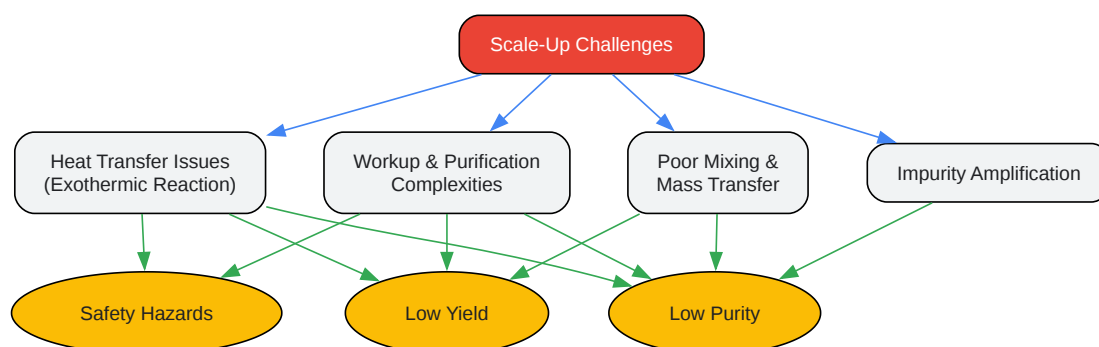 Scale-Up Challenges
Heat Transfer Issues
(Exothermic Reaction)
Workup & Purification
Complexities
Poor Mixing &
Mass Transfer
Impurity Amplification
Safety Hazards
Low Yield
Low Purity